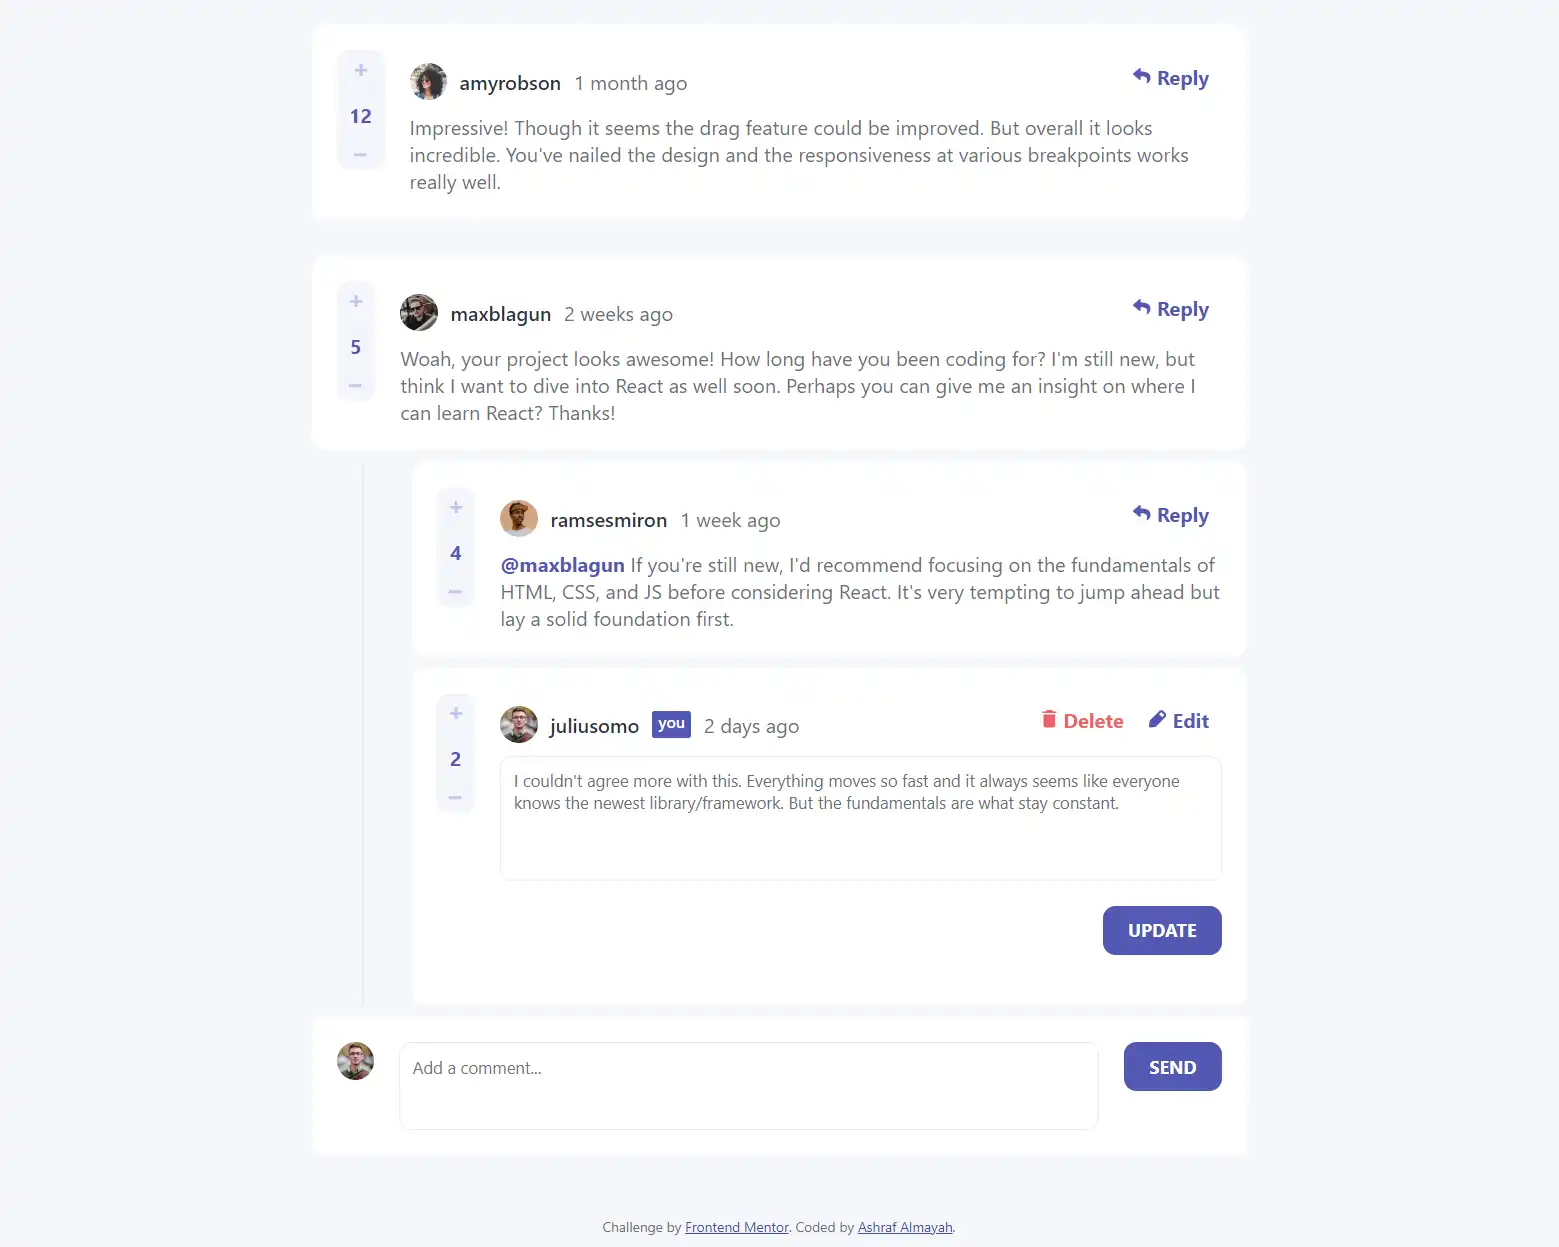 +
12
−
amyrobson 1 month ago
Reply
Impressive! Though it seems the drag feature could be improved. But overall it looks
incredible. You've nailed the design and the responsiveness at various breakpoints works
really well.
+
5
−
maxblagun 2 weeks ago
Reply
Woah, your project looks awesome! How long have you been coding for? I'm still new, but
think I want to dive into React as well soon. Perhaps you can give me an insight on where I
can learn React? Thanks!
+
4
−
ramsesmiron 1 week ago
Reply
@maxblagun If you're still new, I'd recommend focusing on the fundamentals of
HTML, CSS, and JS before considering React. It's very tempting to jump ahead but
lay a solid foundation first.
+
2
−
juliusomo you 2 days ago
Delete Edit
I couldn't agree more with this. Everything moves so fast and it always seems like everyone
knows the newest library/framework. But the fundamentals are what stay constant.
UPDATE
Add a comment...
SEND
Challenge by Frontend Mentor. Coded by Ashraf Almayah.